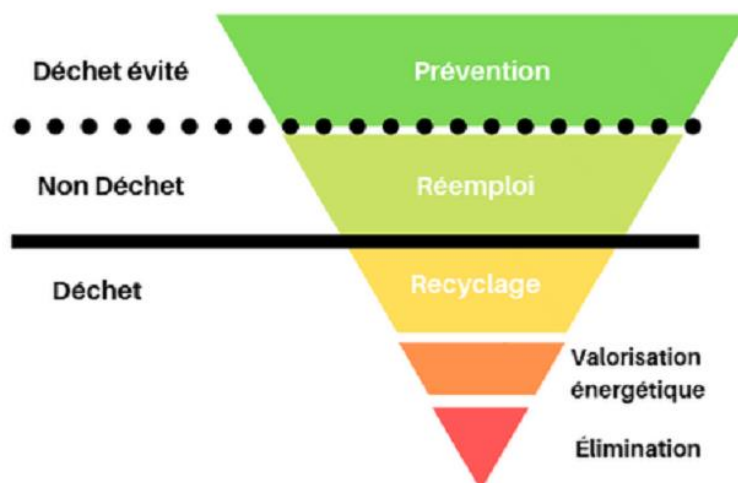 Déchet évité
Prévention
Non Déchet
Réemploi
Déchet
Recyclage
Valorisation
énergétique
Élimination